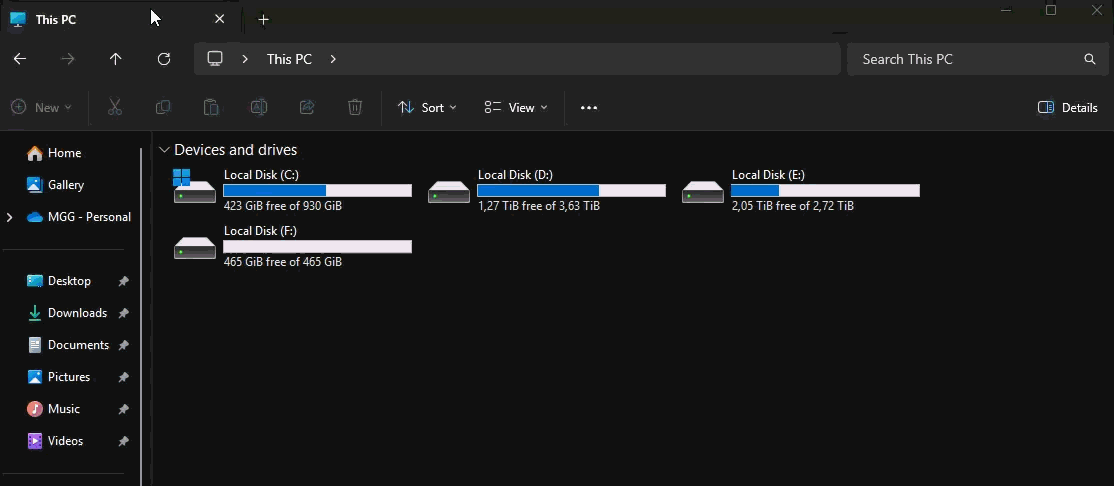 This PC
This PC
Search This PC
New
Sort
View
Details
Home
Gallery
MGG - Personal
Desktop
Downloads
Documents
Pictures
Music
Videos
Devices and drives
Local Disk (C:)
423 GiB free of 930 GiB
Local Disk (D:)
1,27 TiB free of 3,63 TiB
Local Disk (E:)
2,05 TiB free of 2,72 TiB
Local Disk (F:)
465 GiB free of 465 GiB